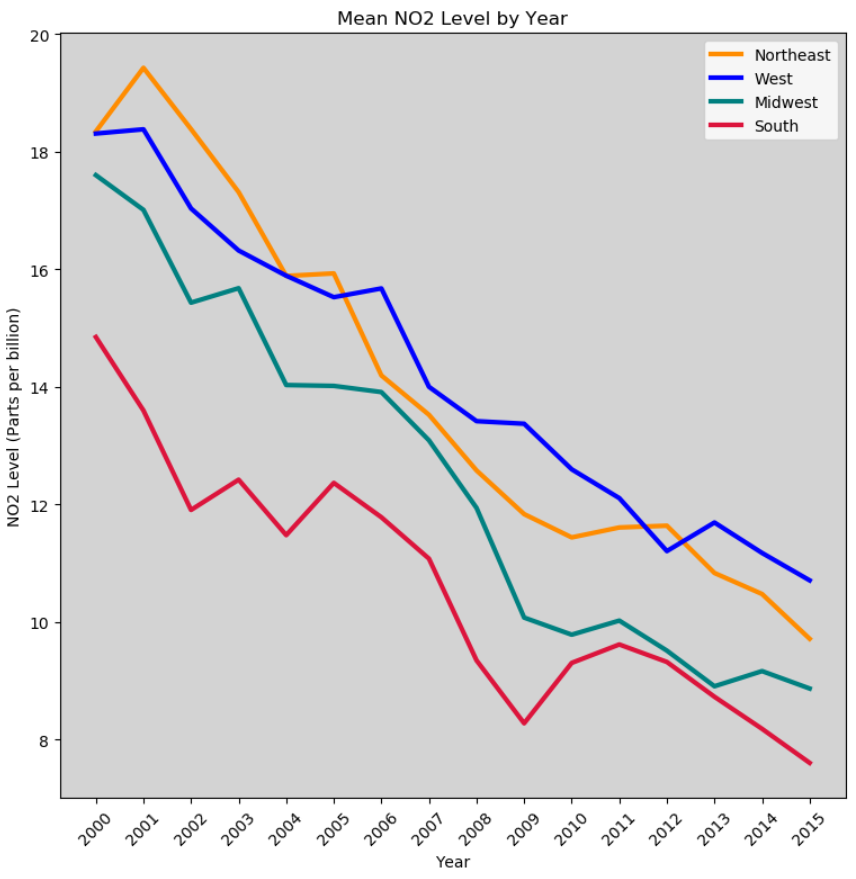 Mean NO2 Level by Year
Northeast
West
Midwest
South
NO2 Level (Parts per billion)
20
18
16
14
12
10
8
2000 2001 2002 2003 2004 2005 2006 2007 2008 2009 2010 2011 2012 2013 2014 2015
Year